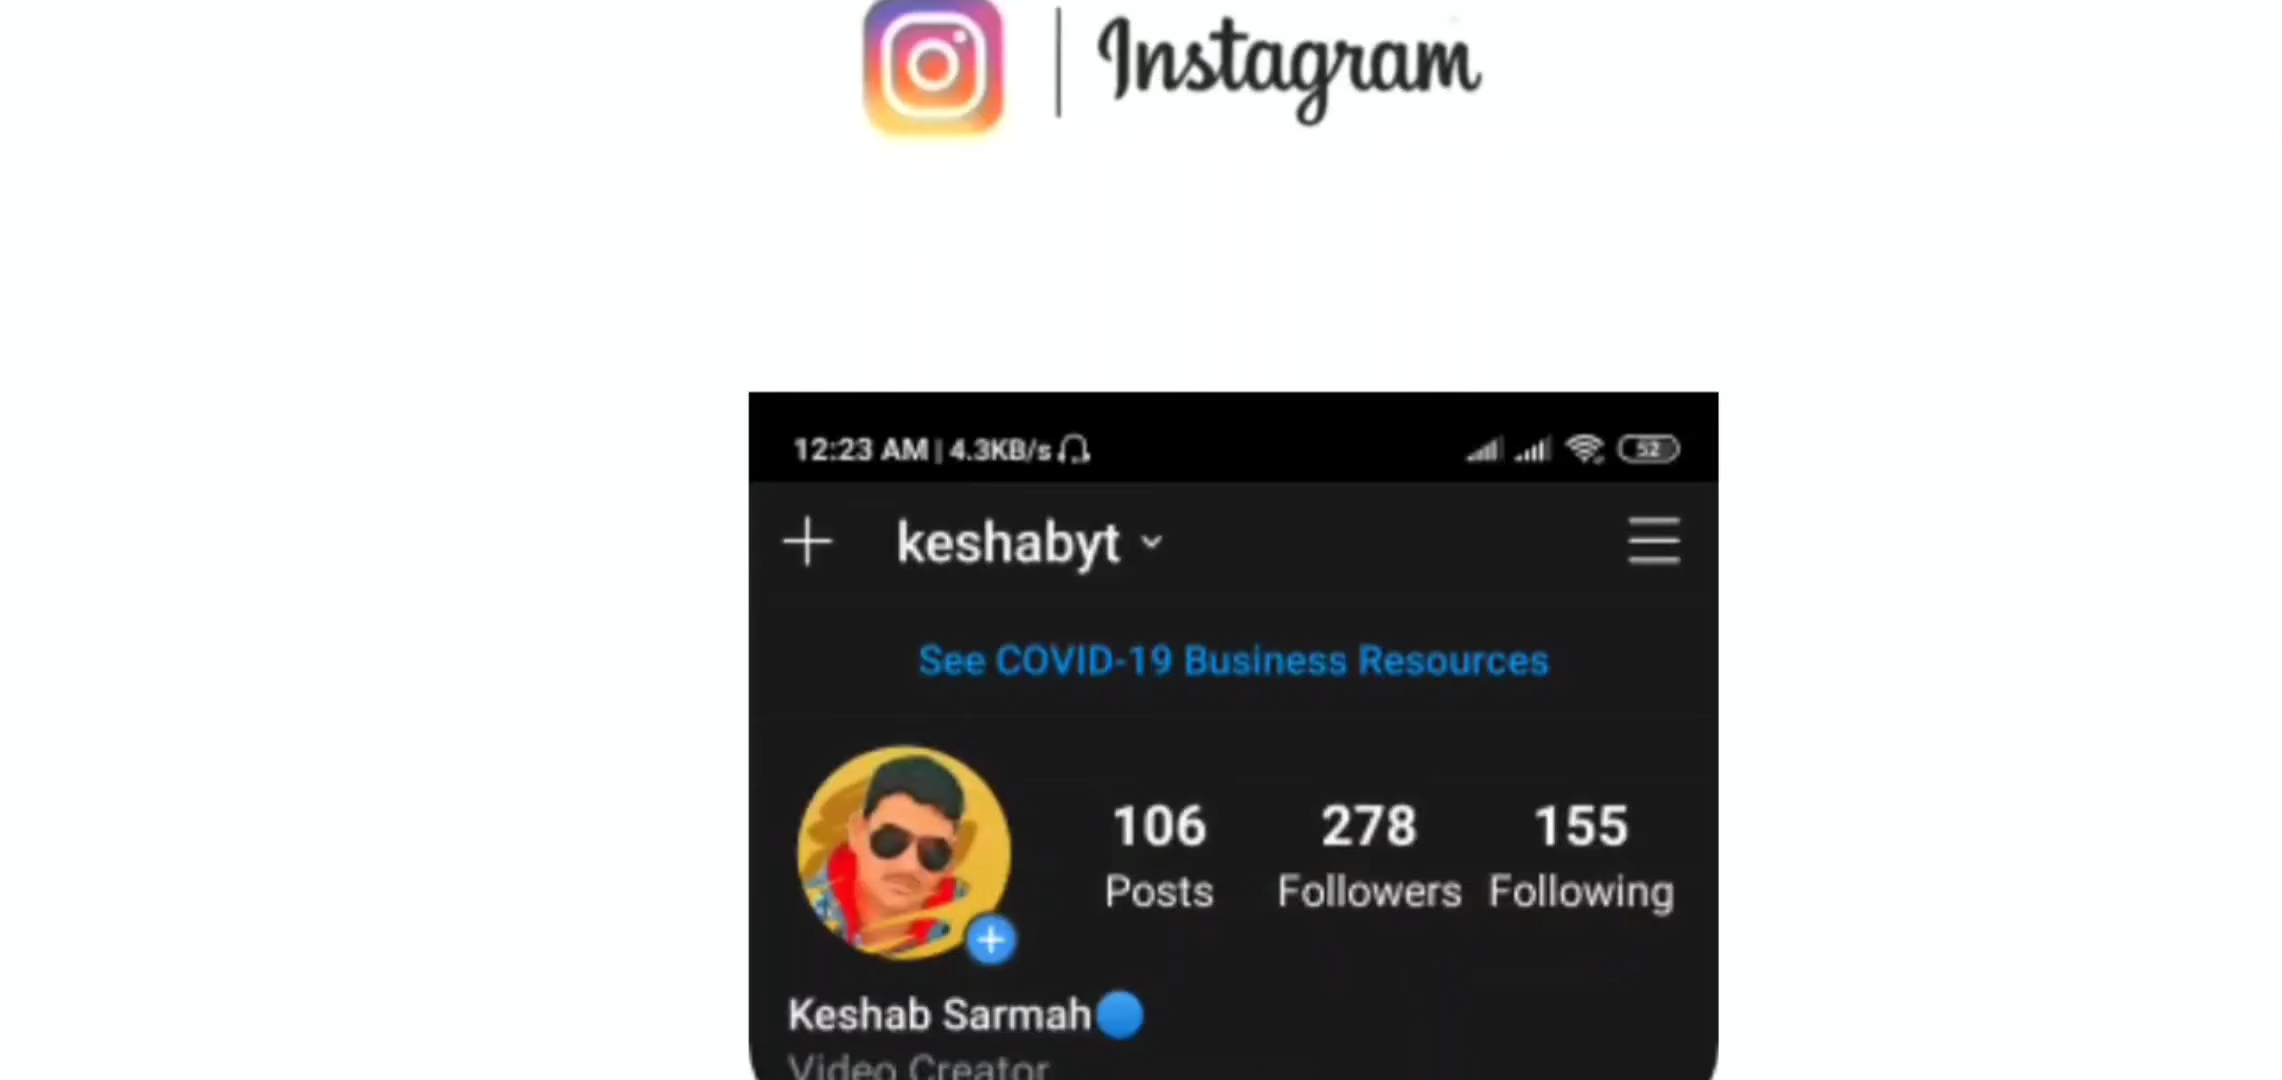 Instagram
12:23 AM | 4.3KB/s 52
keshabyt
See COVID-19 Business Resources
106 278 155
Posts Followers Following
Keshab Sarmah
Video Creator